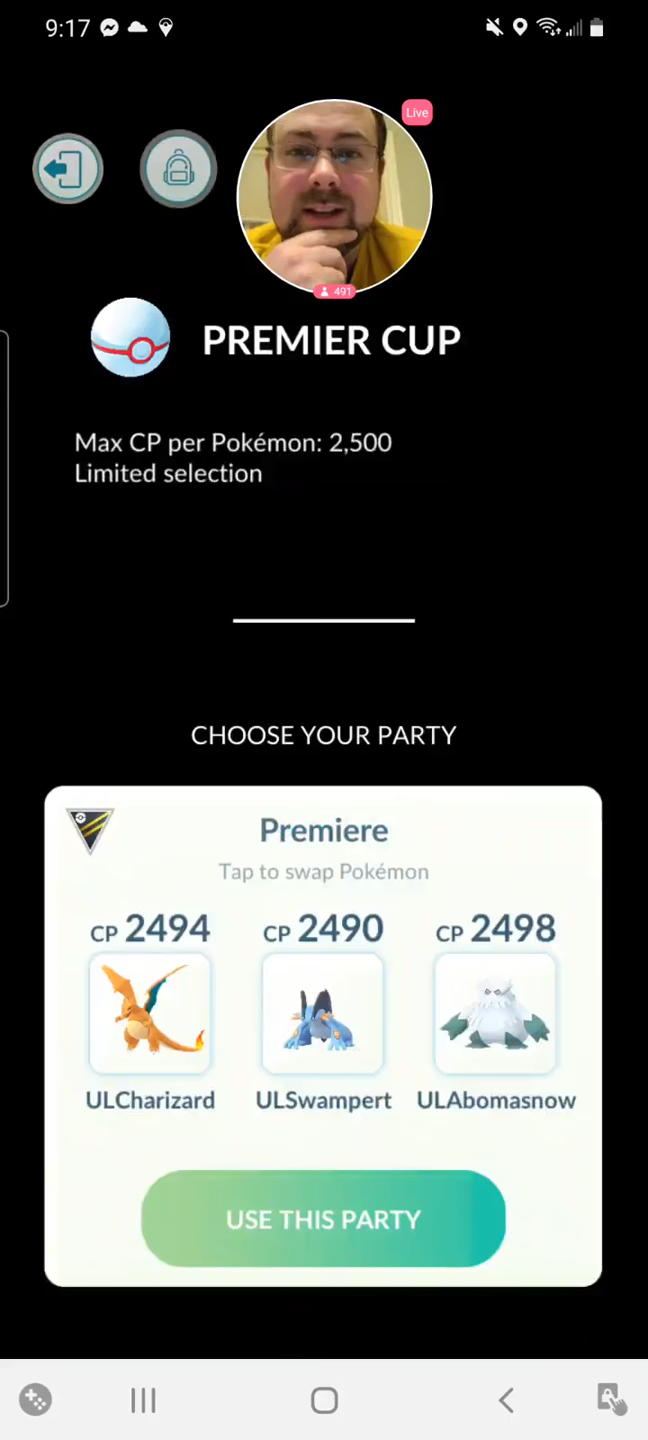 9:17
Live
491
PREMIER CUP
Max CP per Pokémon: 2,500
Limited selection
CHOOSE YOUR PARTY
Premiere
Tap to swap Pokémon
CP 2494 CP 2490 CP 2498
ULCharizard ULSwampert ULAbomasnow
USE THIS PARTY